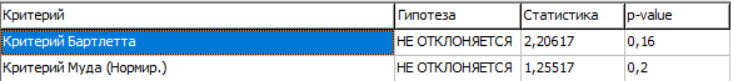 Критерий Гипотеза Статистика p-value
Критерий Бартлетта НЕ ОТКЛОНЯЕТСЯ 2,20617 0,16
Критерий Муда (Нормир.) НЕ ОТКЛОНЯЕТСЯ 1,25517 0,2